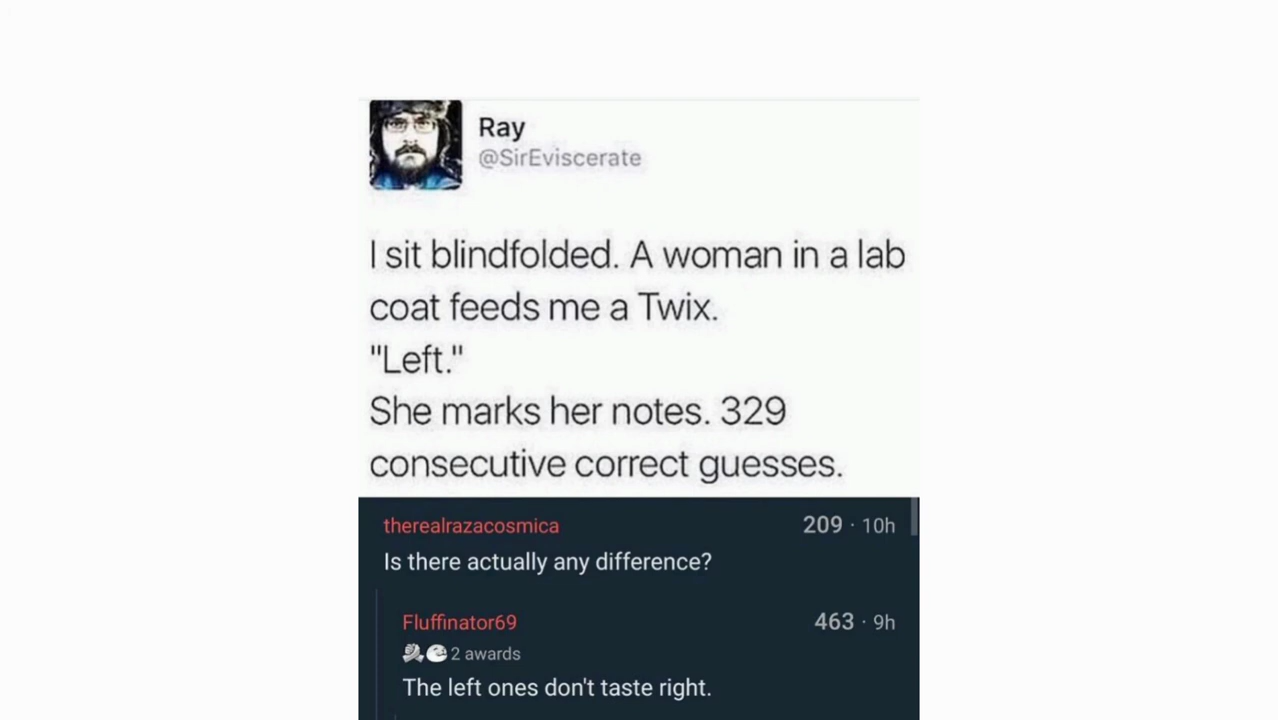 Ray
@SirEviscerate
I sit blindfolded. A woman in a lab
coat feeds me a Twix.
"Left."
She marks her notes. 329
consecutive correct guesses.
therealrazacosmica 209 · 10h
Is there actually any difference?
Fluffinator69 463 · 9h
2 awards
The left ones don't taste right.